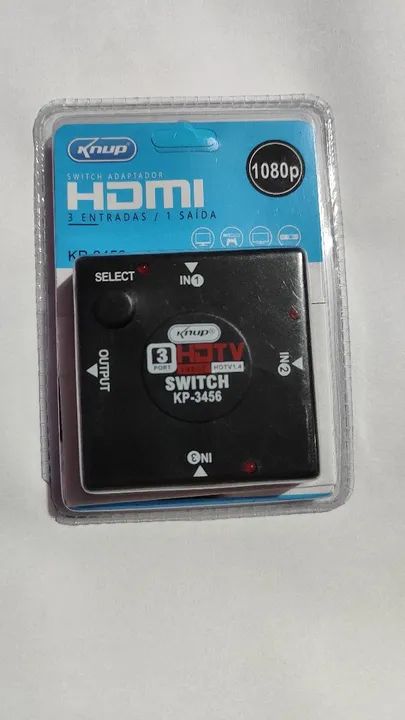 Knup
SWITCH ADAPTADOR
HDMI
3 ENTRADAS / 1 SAÍDA
1080p
SELECT
IN1
OUTPUT
IN2
Knup®
3 PORT HDTV HDTV1.4
SWITCH
KP-3456
IN3